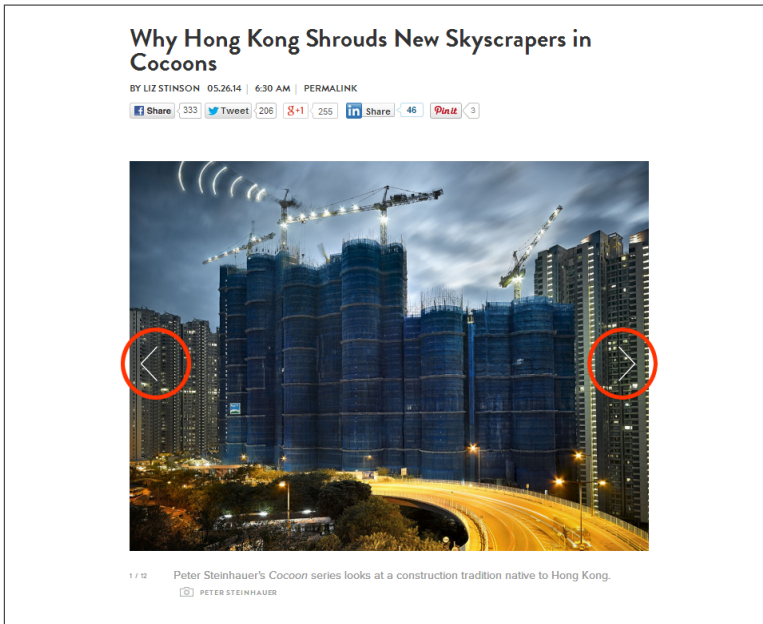 Why Hong Kong Shrouds New Skyscrapers in
Cocoons
BY LIZ STINSON 05.26.14 | 6:30 AM | PERMALINK
Share 333 Tweet 206 g+1 255 in Share 46 Pinit 3
1 / 12 Peter Steinhauer's Cocoon series looks at a construction tradition native to Hong Kong.
PETER STEINHAUER